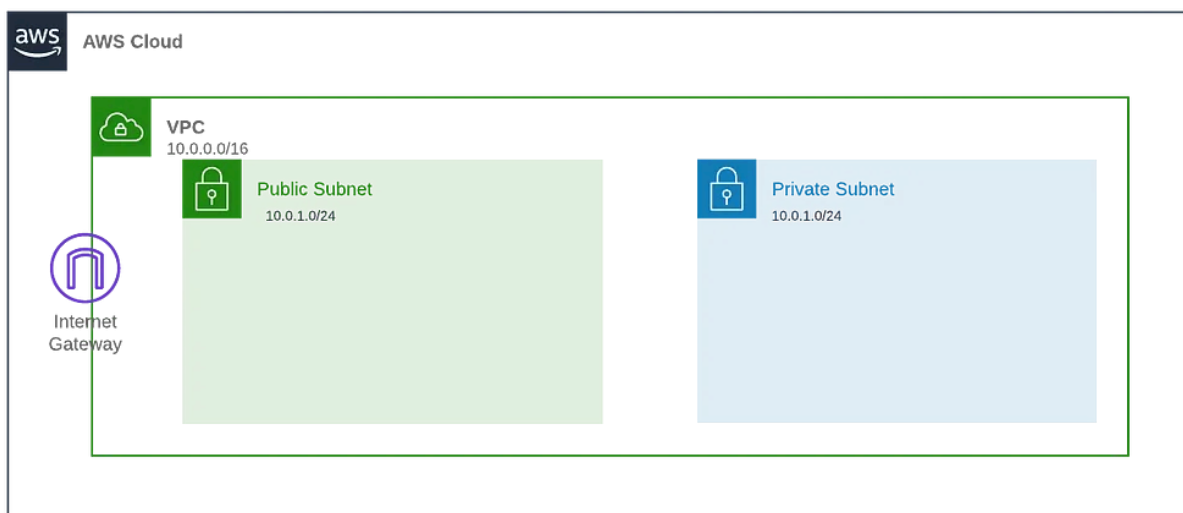 aws
AWS Cloud
VPC
10.0.0.0/16
Public Subnet
10.0.1.0/24
Private Subnet
10.0.1.0/24
Internet
Gateway